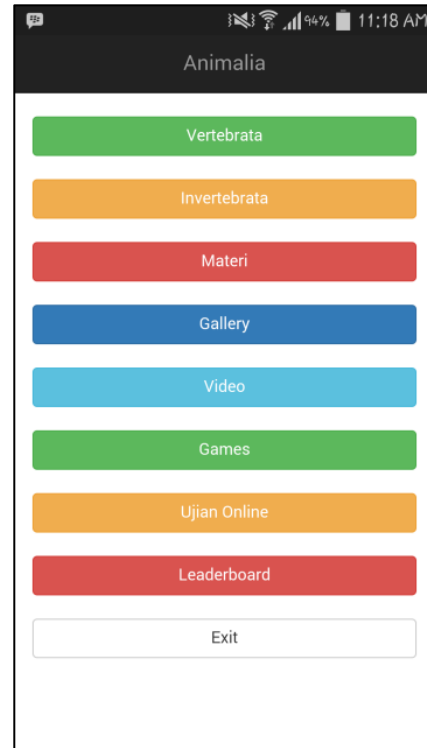 94% 11:18 AM
Animalia
Vertebrata
Invertebrata
Materi
Gallery
Video
Games
Ujian Online
Leaderboard
Exit